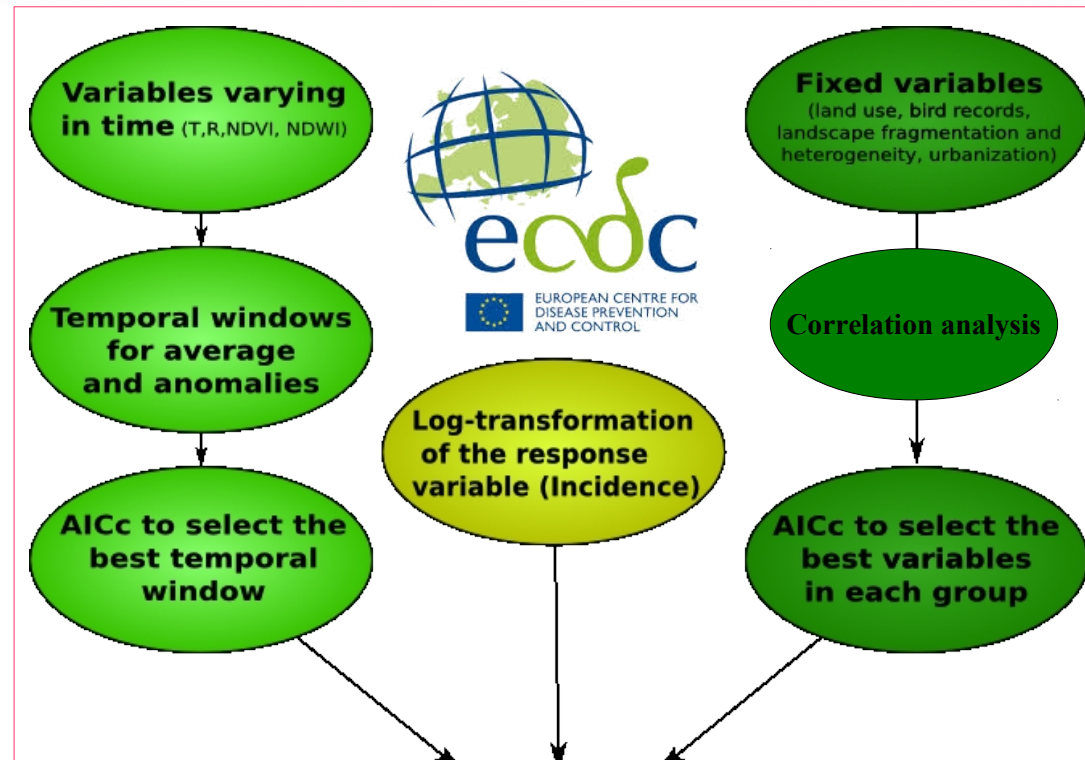 Variables varying
in time (T,R,NDVI, NDWI)
Temporal windows
for average
and anomalies
AICc to select the
best temporal
window
ecdc
EUROPEAN CENTRE FOR
DISEASE PREVENTION
AND CONTROL
Log-transformation
of the response
variable (Incidence)
Fixed variables
(land use, bird records,
landscape fragmentation and
heterogeneity, urbanization)
Correlation analysis
AICc to select the
best variables
in each group